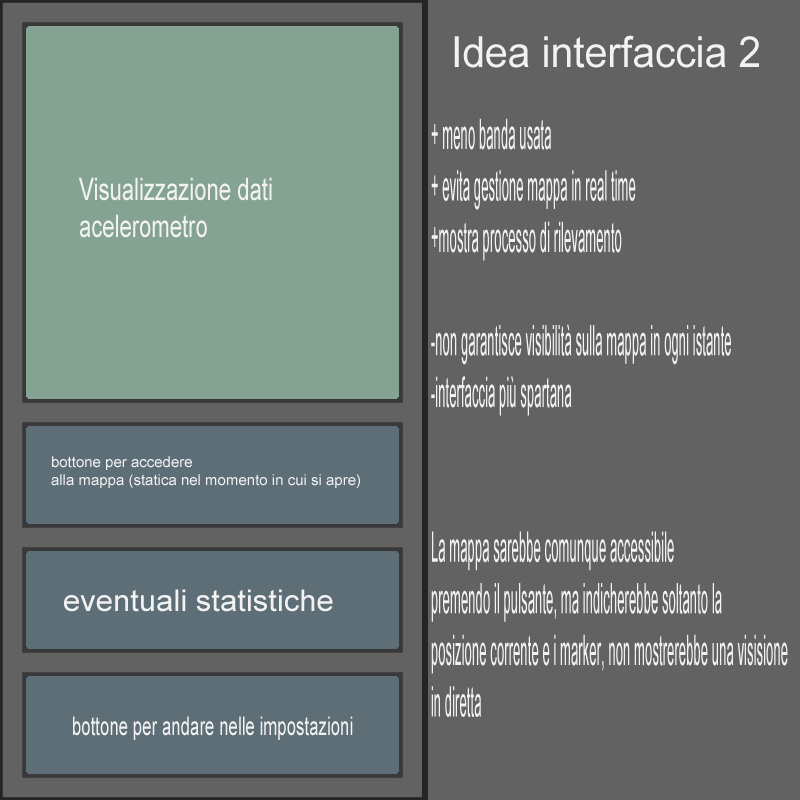 Visualizzazione dati
acelerometro
bottone per accedere
alla mappa (statica nel momento in cui si apre)
eventuali statistiche
bottone per andare nelle impostazioni
Idea interfaccia 2
+ meno banda usata
+ evita gestione mappa in real time
+mostra processo di rilevamento
-non garantisce visibilità sulla mappa in ogni istante
-interfaccia più spartana
La mappa sarebbe comunque accessibile
premendo il pulsante, ma indicherebbe soltanto la
posizione corrente e i marker, non mostrerebbe una visisione
in diretta